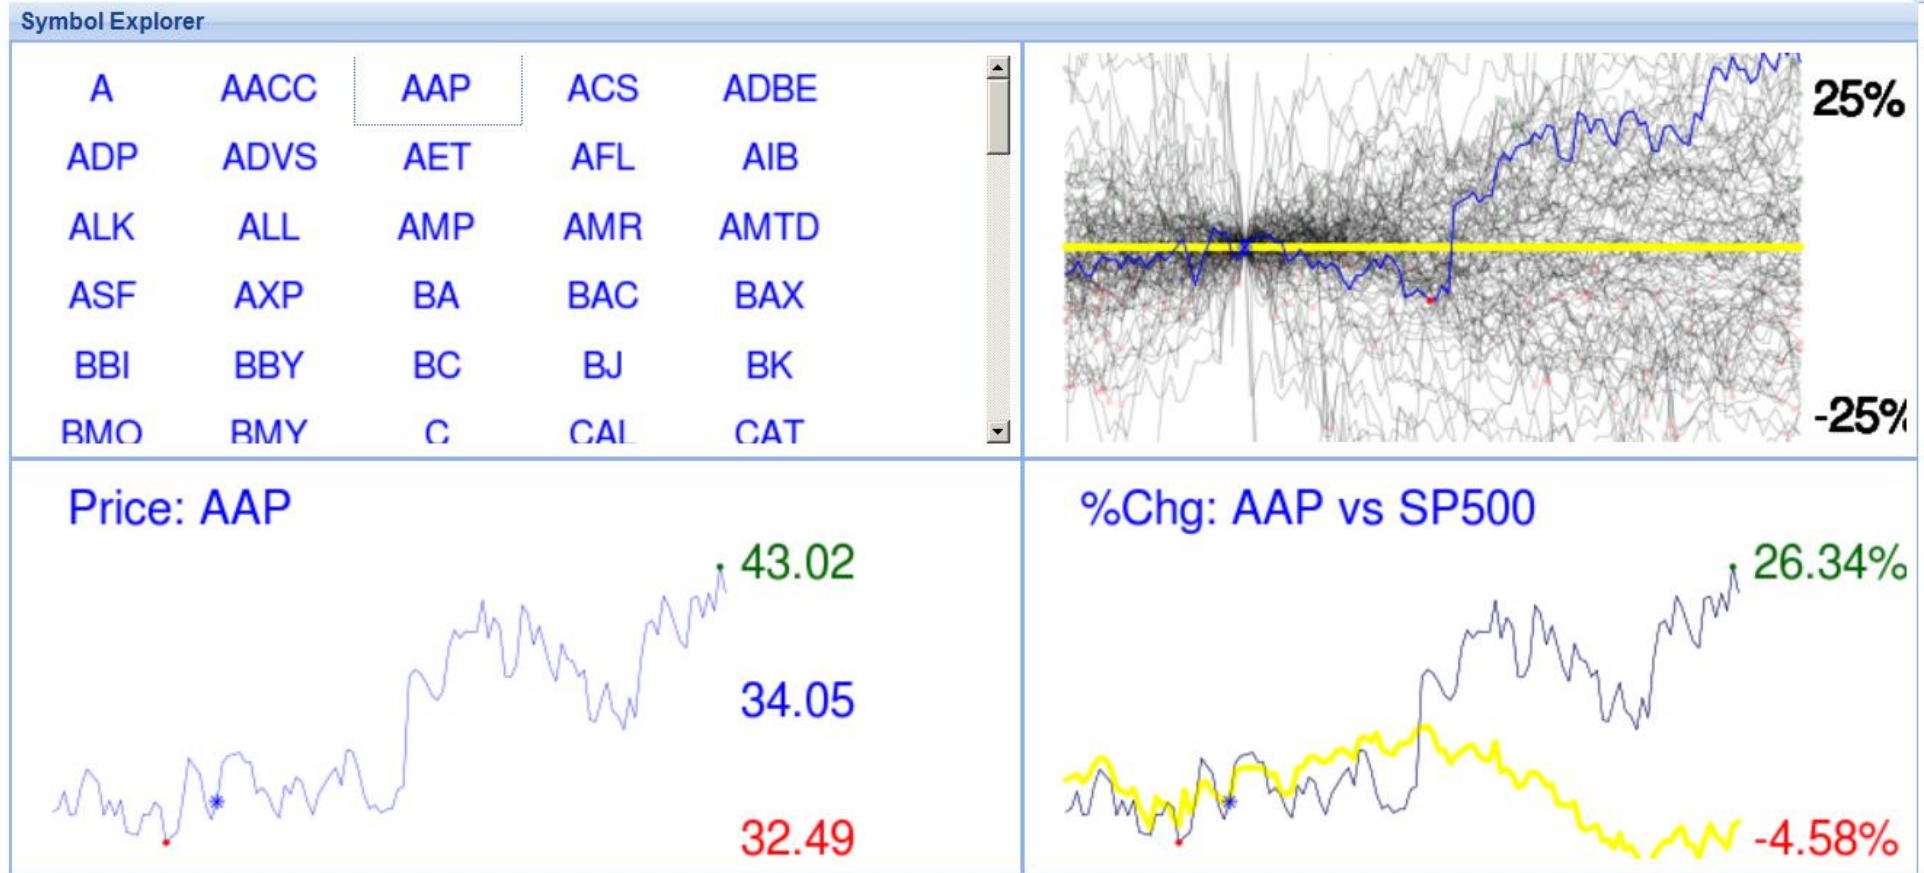 Symbol Explorer
A AACC AAP ACS ADBE
ADP ADVS AET AFL AIB
ALK ALL AMP AMR AMTD
ASF AXP BA BAC BAX
BBI BBY BC BJ BK
BMO BMY C CAL CAT
25%
-25%
Price: AAP
43.02
34.05
32.49
%Chg: AAP vs SP500
26.34%
-4.58%